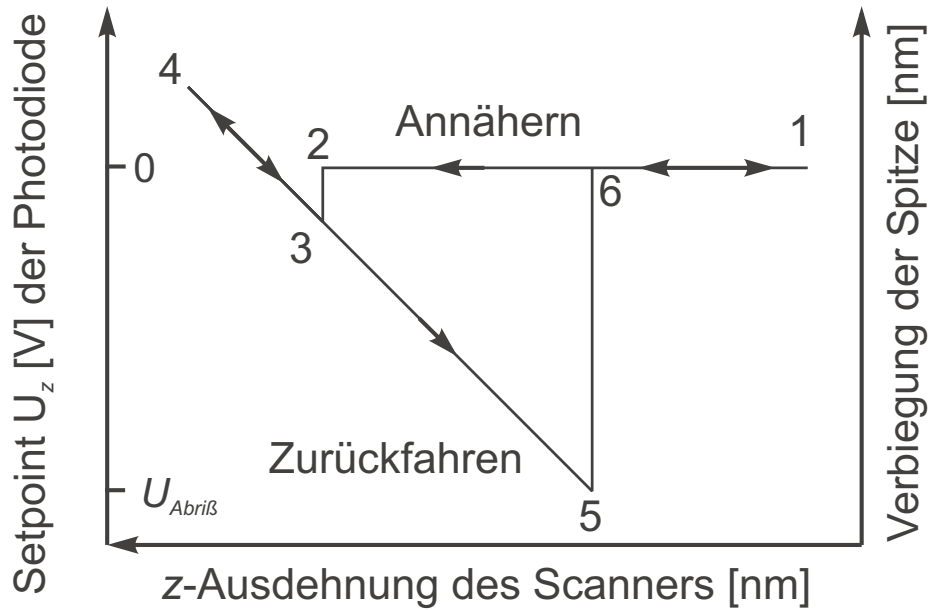 Setpoint U_z [V] der Photodiode
4
2
Annähern
1
0
6
3
Zurückfahren
U_Abriß
5
z-Ausdehnung des Scanners [nm]
Verbiegung der Spitze [nm]